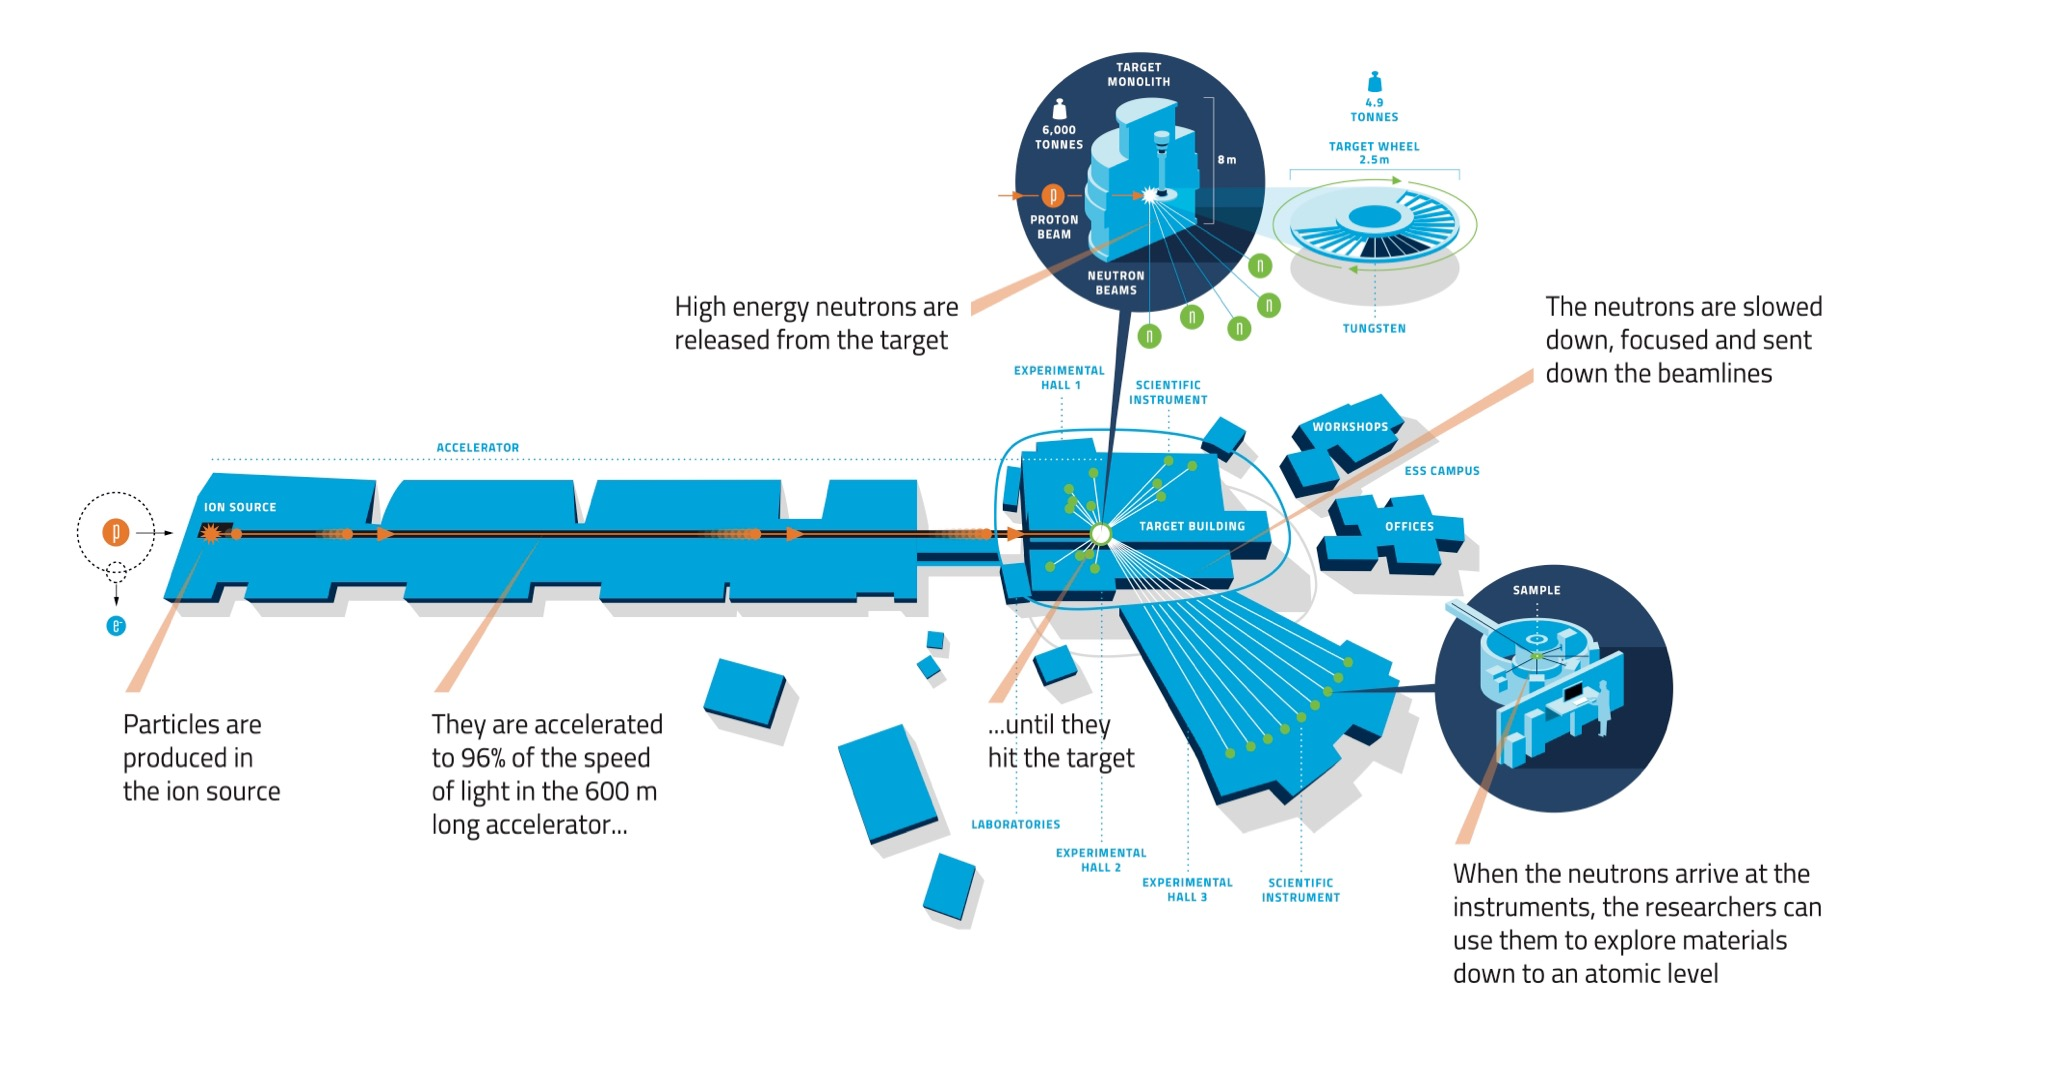 TARGET
MONOLITH
6,000
TONNES
8m
p
PROTON
BEAM
NEUTRON
BEAMS
n
n
n
n
n
4.9
TONNES
TARGET WHEEL
2.5m
TUNGSTEN
High energy neutrons are
released from the target
The neutrons are slowed
down, focused and sent
down the beamlines
EXPERIMENTAL
HALL 1
SCIENTIFIC
INSTRUMENT
ACCELERATOR
WORKSHOPS
ESS CAMPUS
OFFICES
ION SOURCE
TARGET BUILDING
p
e-
SAMPLE
Particles are
produced in
the ion source
They are accelerated
to 96% of the speed
of light in the 600 m
long accelerator...
...until they
hit the target
LABORATORIES
EXPERIMENTAL
HALL 2
EXPERIMENTAL
HALL 3
SCIENTIFIC
INSTRUMENT
When the neutrons arrive at the
instruments, the researchers can
use them to explore materials
down to an atomic level